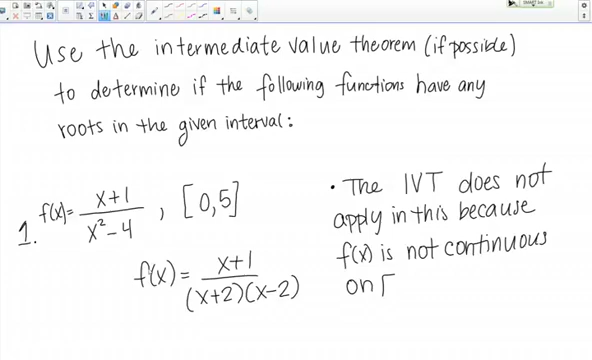 SMART Ink
Use the intermediate value theorem (if possible)
to determine if the following functions have any
roots in the given interval:
1. f(x)= x+1 / x²-4 , [0,5]
f(x)= x+1 / (x+2)(x-2)
• The IVT does not
apply in this because
f(x) is not continuous
on [